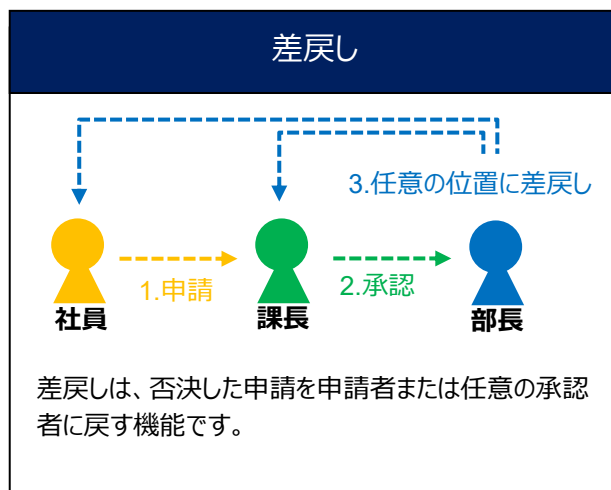 差戻し
3.任意の位置に差戻し
1.申請
2.承認
社員
課長
部長
差戻しは、否決した申請を申請者または任意の承認
者に戻す機能です。